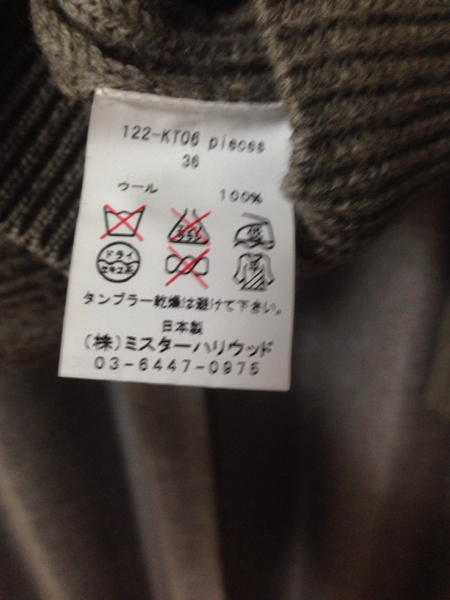 122-KT06 pieces
36
ウール 100%
ドライ
タンブラー乾燥は避けて下さい。
日本製
(株)ミスターハリウッド
03-6447-0975